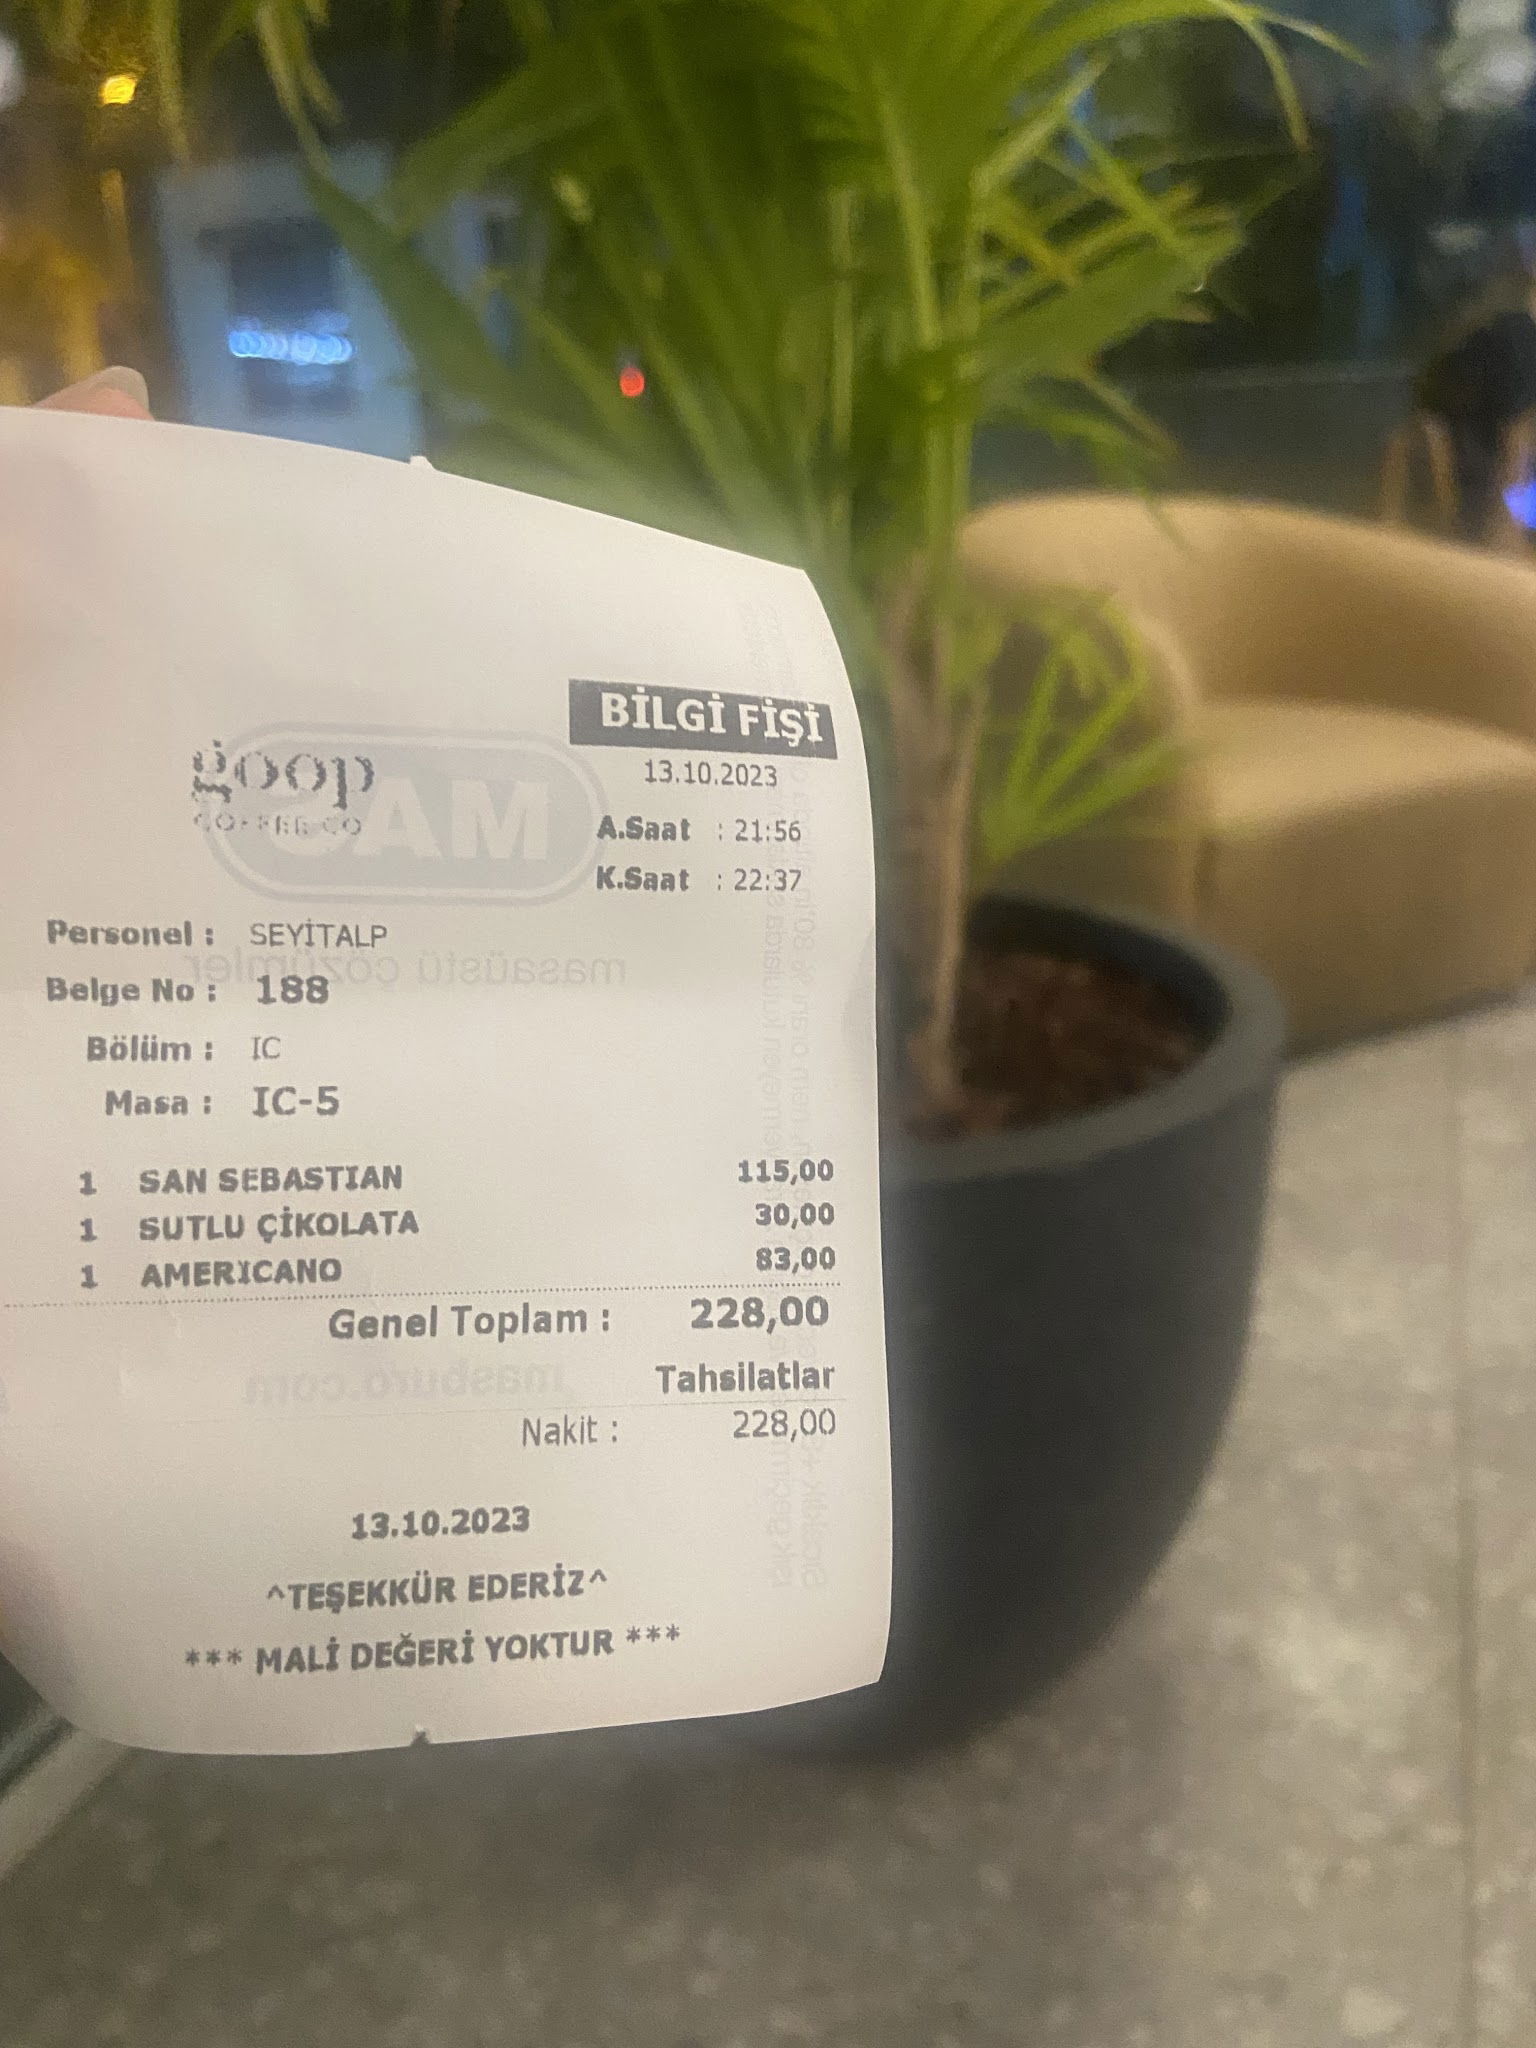 BİLGİ FİŞİ
goop
COFFEE CO
13.10.2023
A.Saat : 21:56
K.Saat : 22:37
Personel : SEYİTALP
Belge No : 188
Bölüm : IC
Masa : IC-5
1 SAN SEBASTIAN 115,00
1 SUTLU ÇİKOLATA 30,00
1 AMERICANO 83,00
Genel Toplam : 228,00
Tahsilatlar
Nakit : 228,00
13.10.2023
^TEŞEKKÜR EDERİZ^
*** MALİ DEĞERİ YOKTUR ***
MAS
masaüstü çözümler
masburo.com